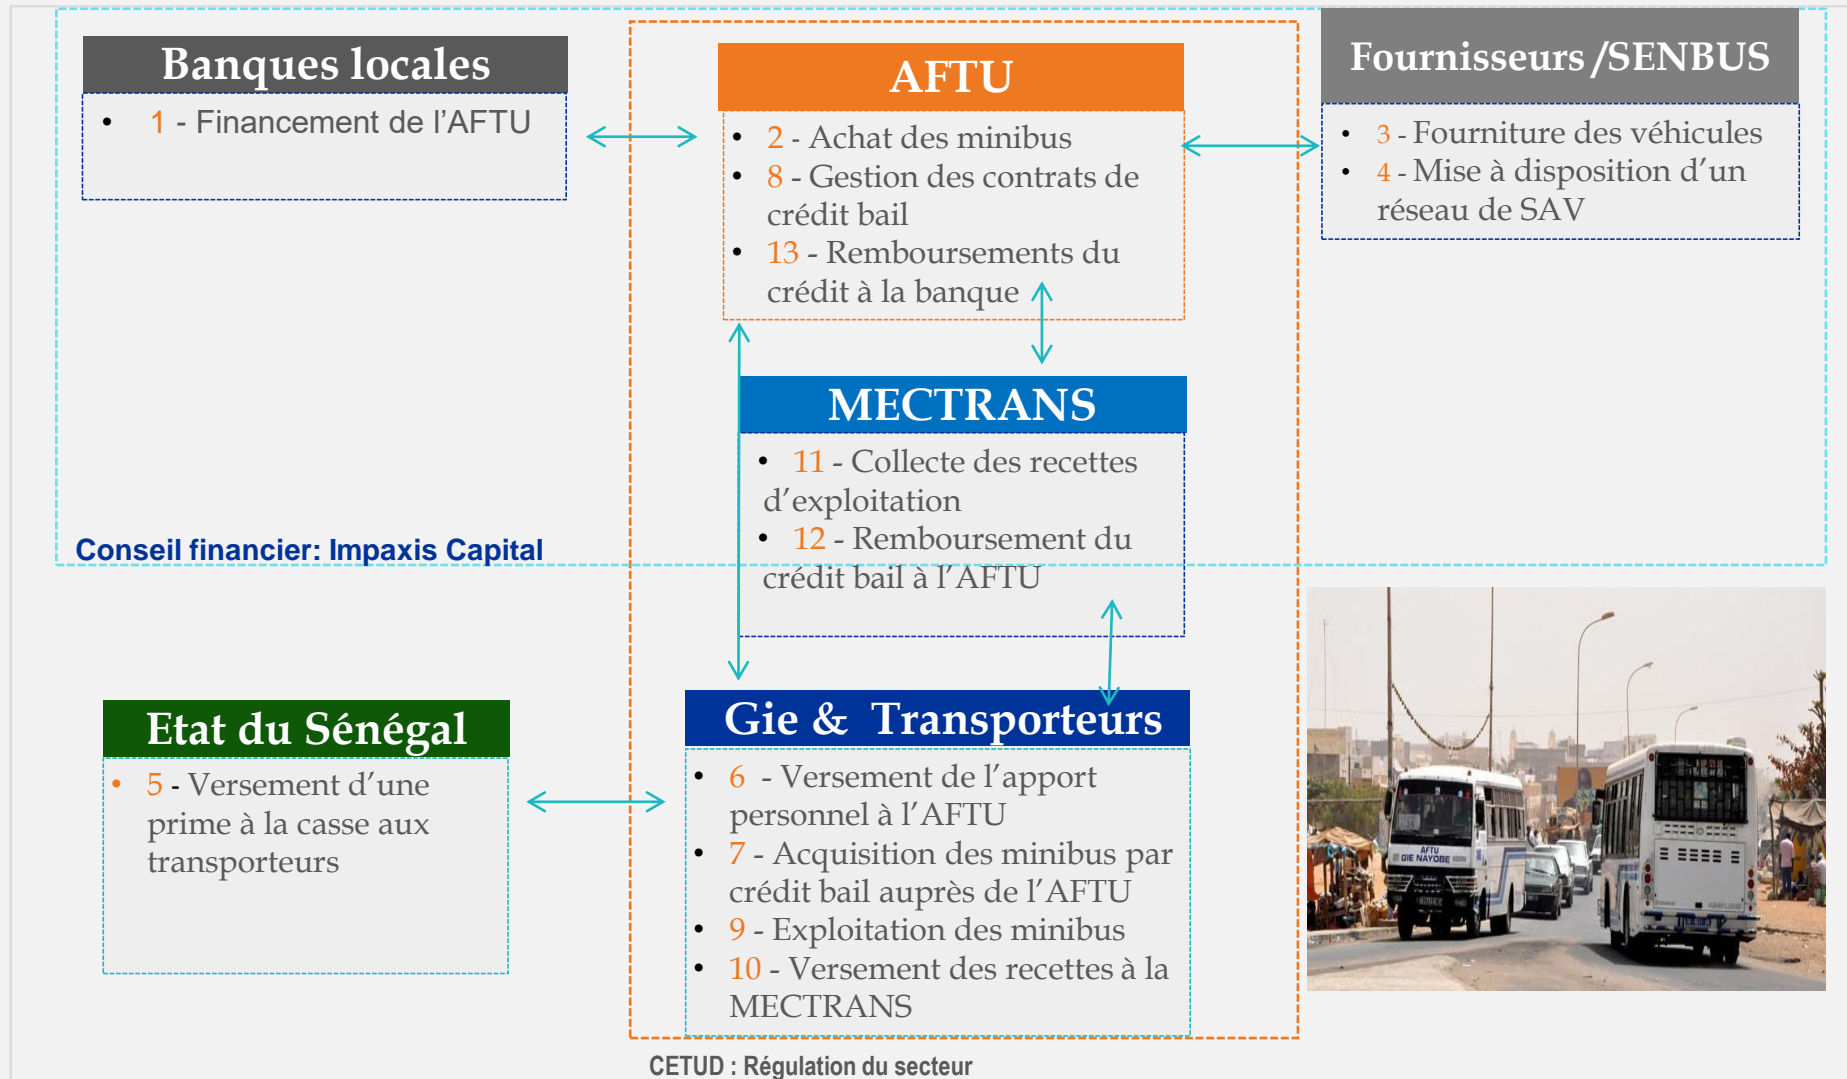 Banques locales
• 1 - Financement de l’AFTU
AFTU
• 2 - Achat des minibus
• 8 - Gestion des contrats de
crédit bail
• 13 - Remboursements du
crédit à la banque
Fournisseurs /SENBUS
• 3 - Fourniture des véhicules
• 4 - Mise à disposition d’un
réseau de SAV
MECTRANS
• 11 - Collecte des recettes
d’exploitation
• 12 - Remboursement du
crédit bail à l’AFTU
Conseil financier: Impaxis Capital
Etat du Sénégal
• 5 - Versement d’une
prime à la casse aux
transporteurs
Gie & Transporteurs
• 6 - Versement de l’apport
personnel à l’AFTU
• 7 - Acquisition des minibus par
crédit bail auprès de l’AFTU
• 9 - Exploitation des minibus
• 10 - Versement des recettes à la
MECTRANS
AFTU
GIE NAYOBE
CETUD : Régulation du secteur